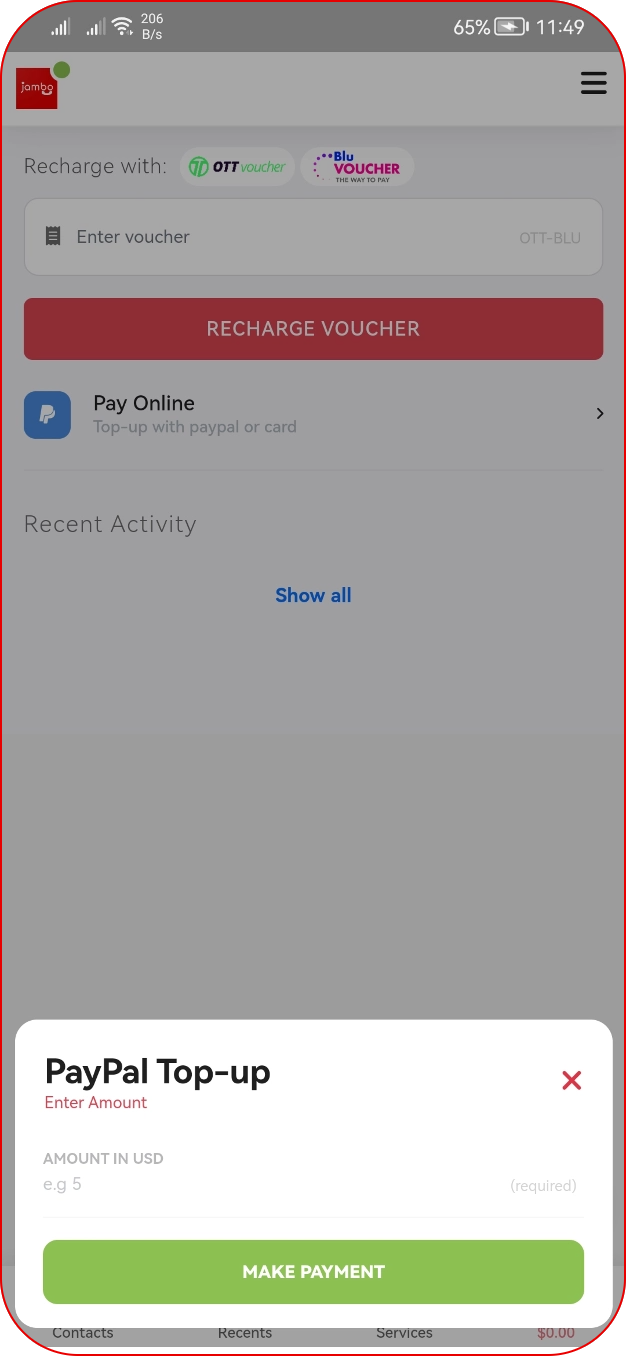 206
B/s
65%
11:49
jambo
Recharge with:
OTT voucher
Blu
VOUCHER
THE WAY TO PAY
Enter voucher
OTT-BLU
RECHARGE VOUCHER
Pay Online
Top-up with paypal or card
Recent Activity
Show all
PayPal Top-up
Enter Amount
AMOUNT IN USD
e.g 5
(required)
MAKE PAYMENT
Contacts
Recents
Services
$0.00